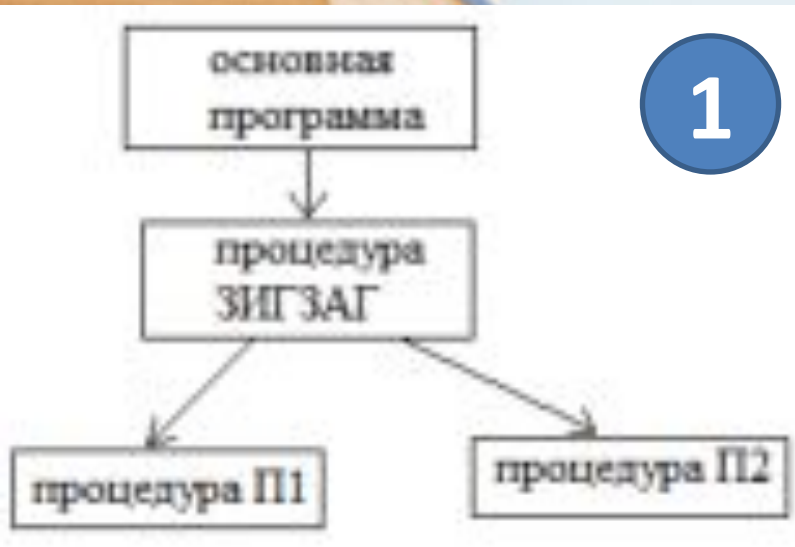 основная
программа
1
процедура
ЗИГЗАГ
процедура П1
процедура П2